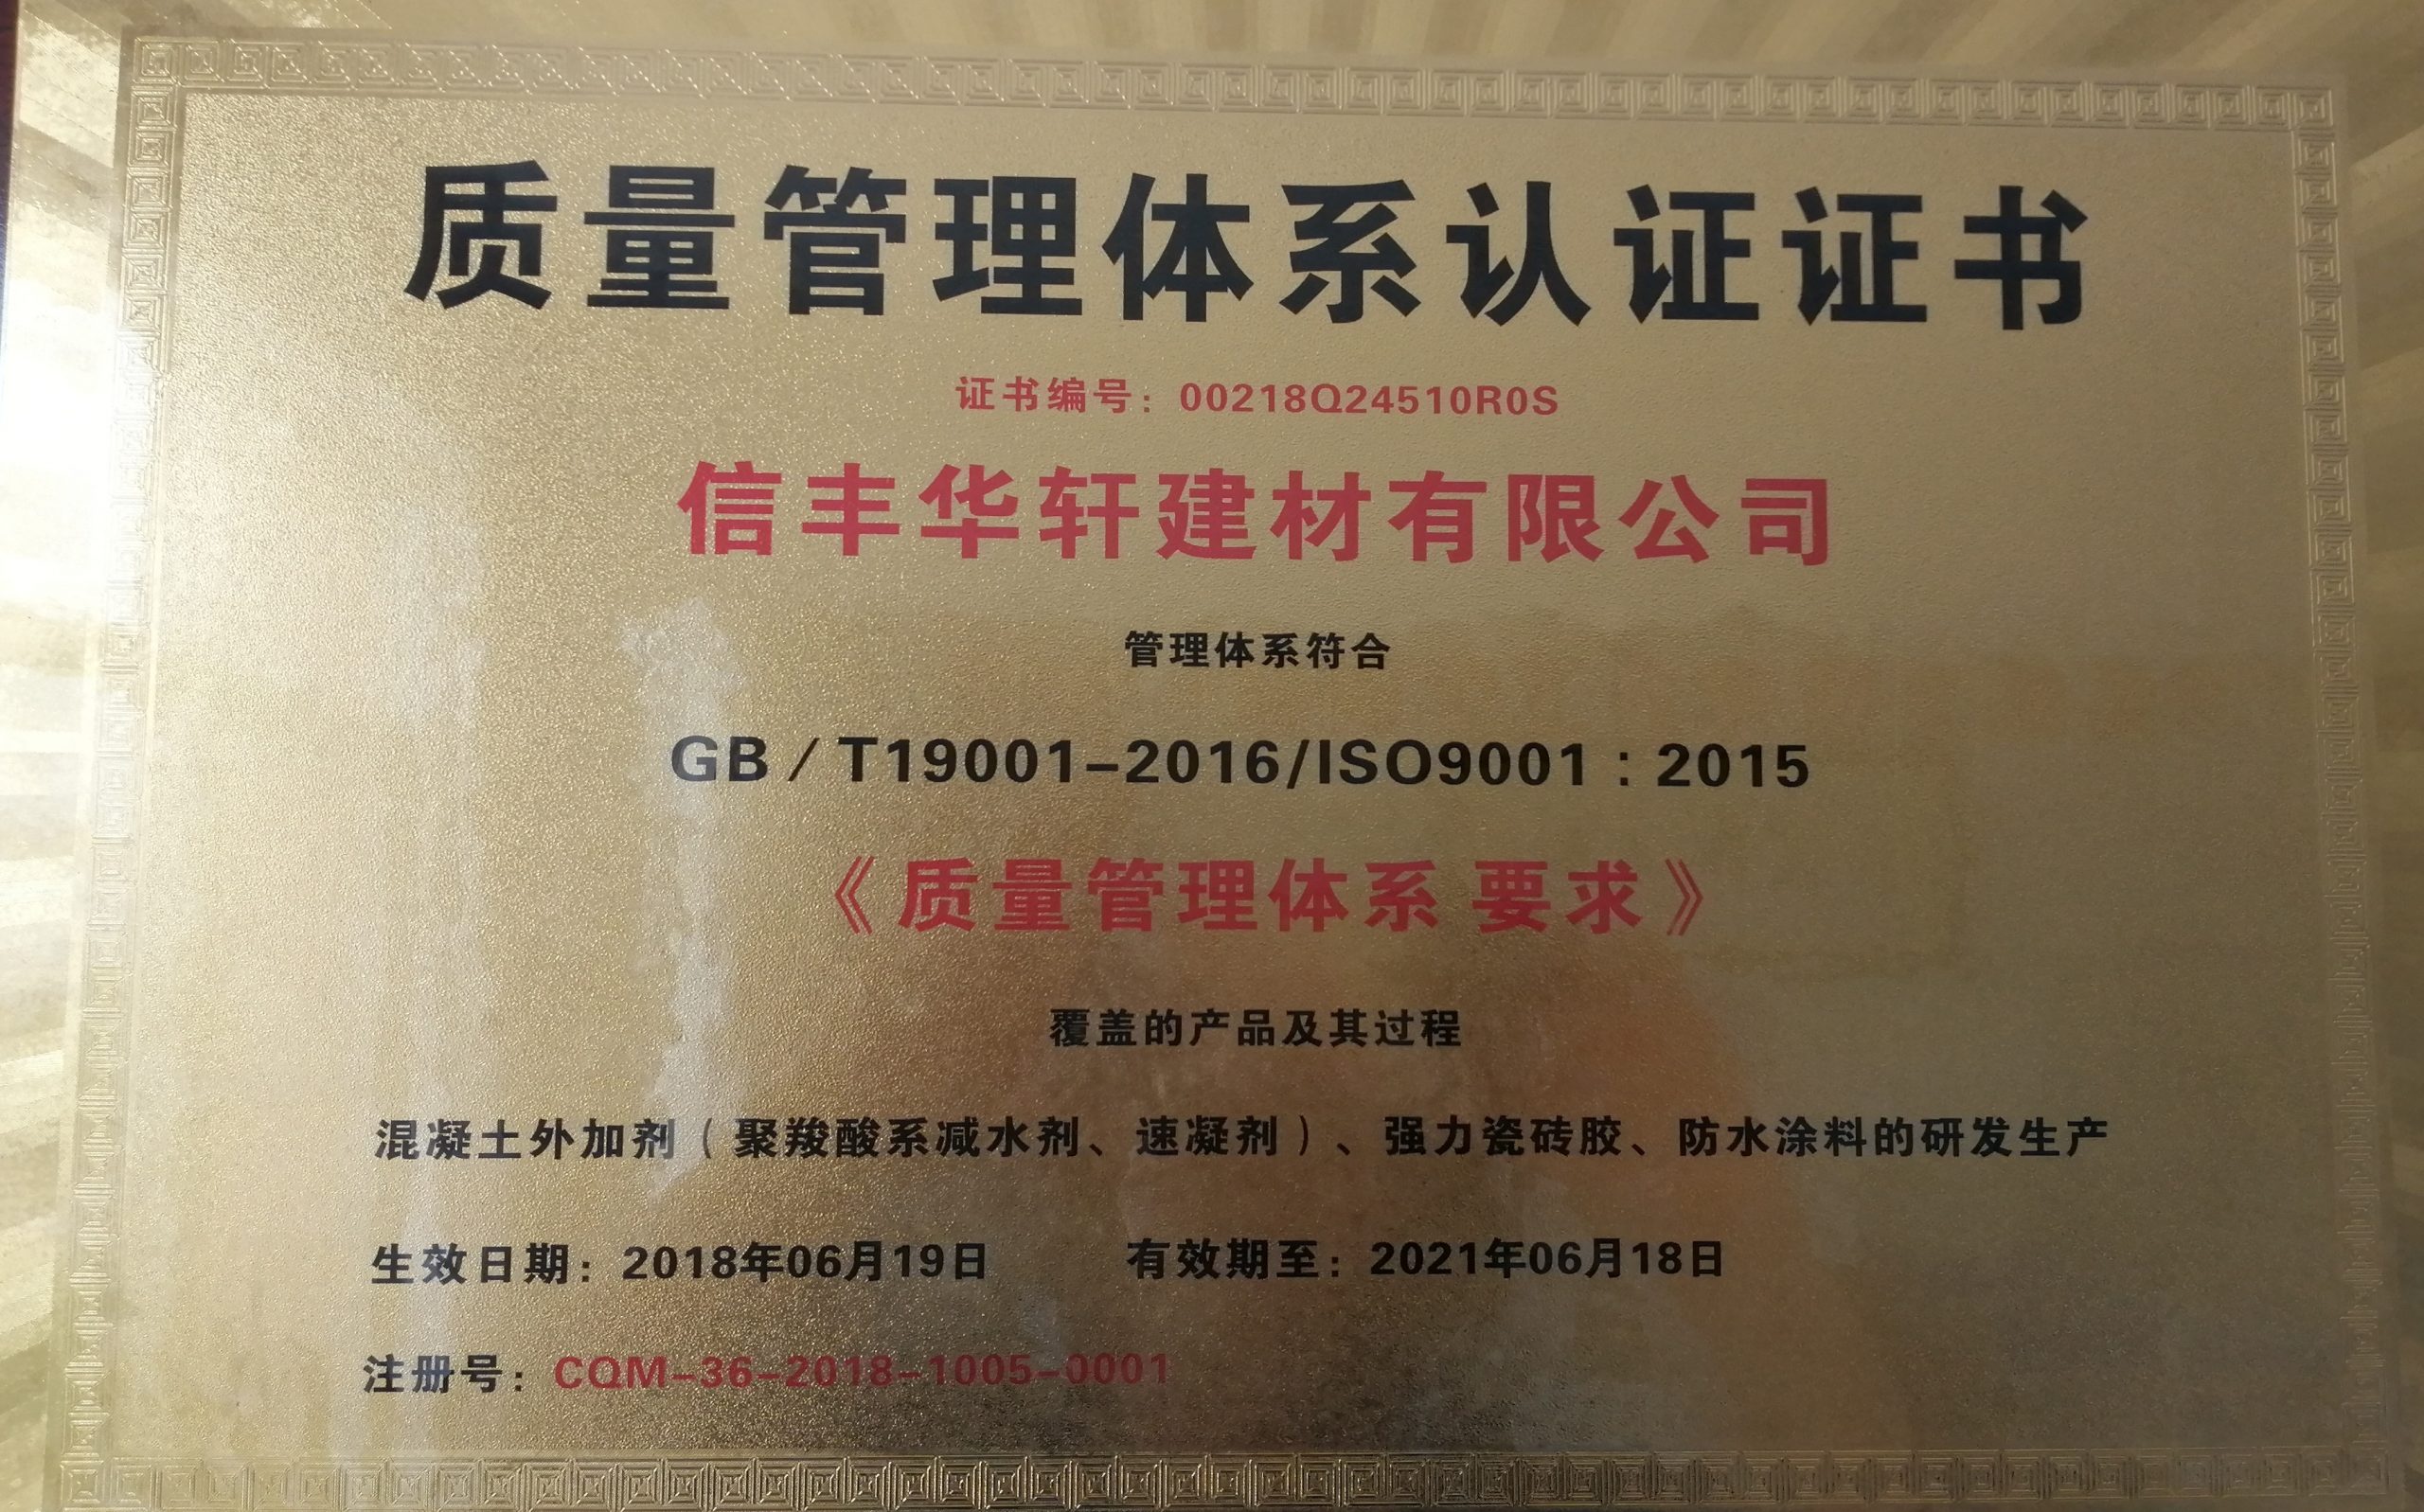 质量管理体系认证证书
证书编号：00218Q24510R0S
信丰华轩建材有限公司
管理体系符合
GB/T19001-2016/ISO9001：2015
《质量管理体系 要求》
覆盖的产品及其过程
混凝土外加剂（聚羧酸系减水剂、速凝剂）、强力瓷砖胶、防水涂料的研发生产
生效日期：2018年06月19日 有效期至：2021年06月18日
注册号：CQM-36-2018-1005-0001